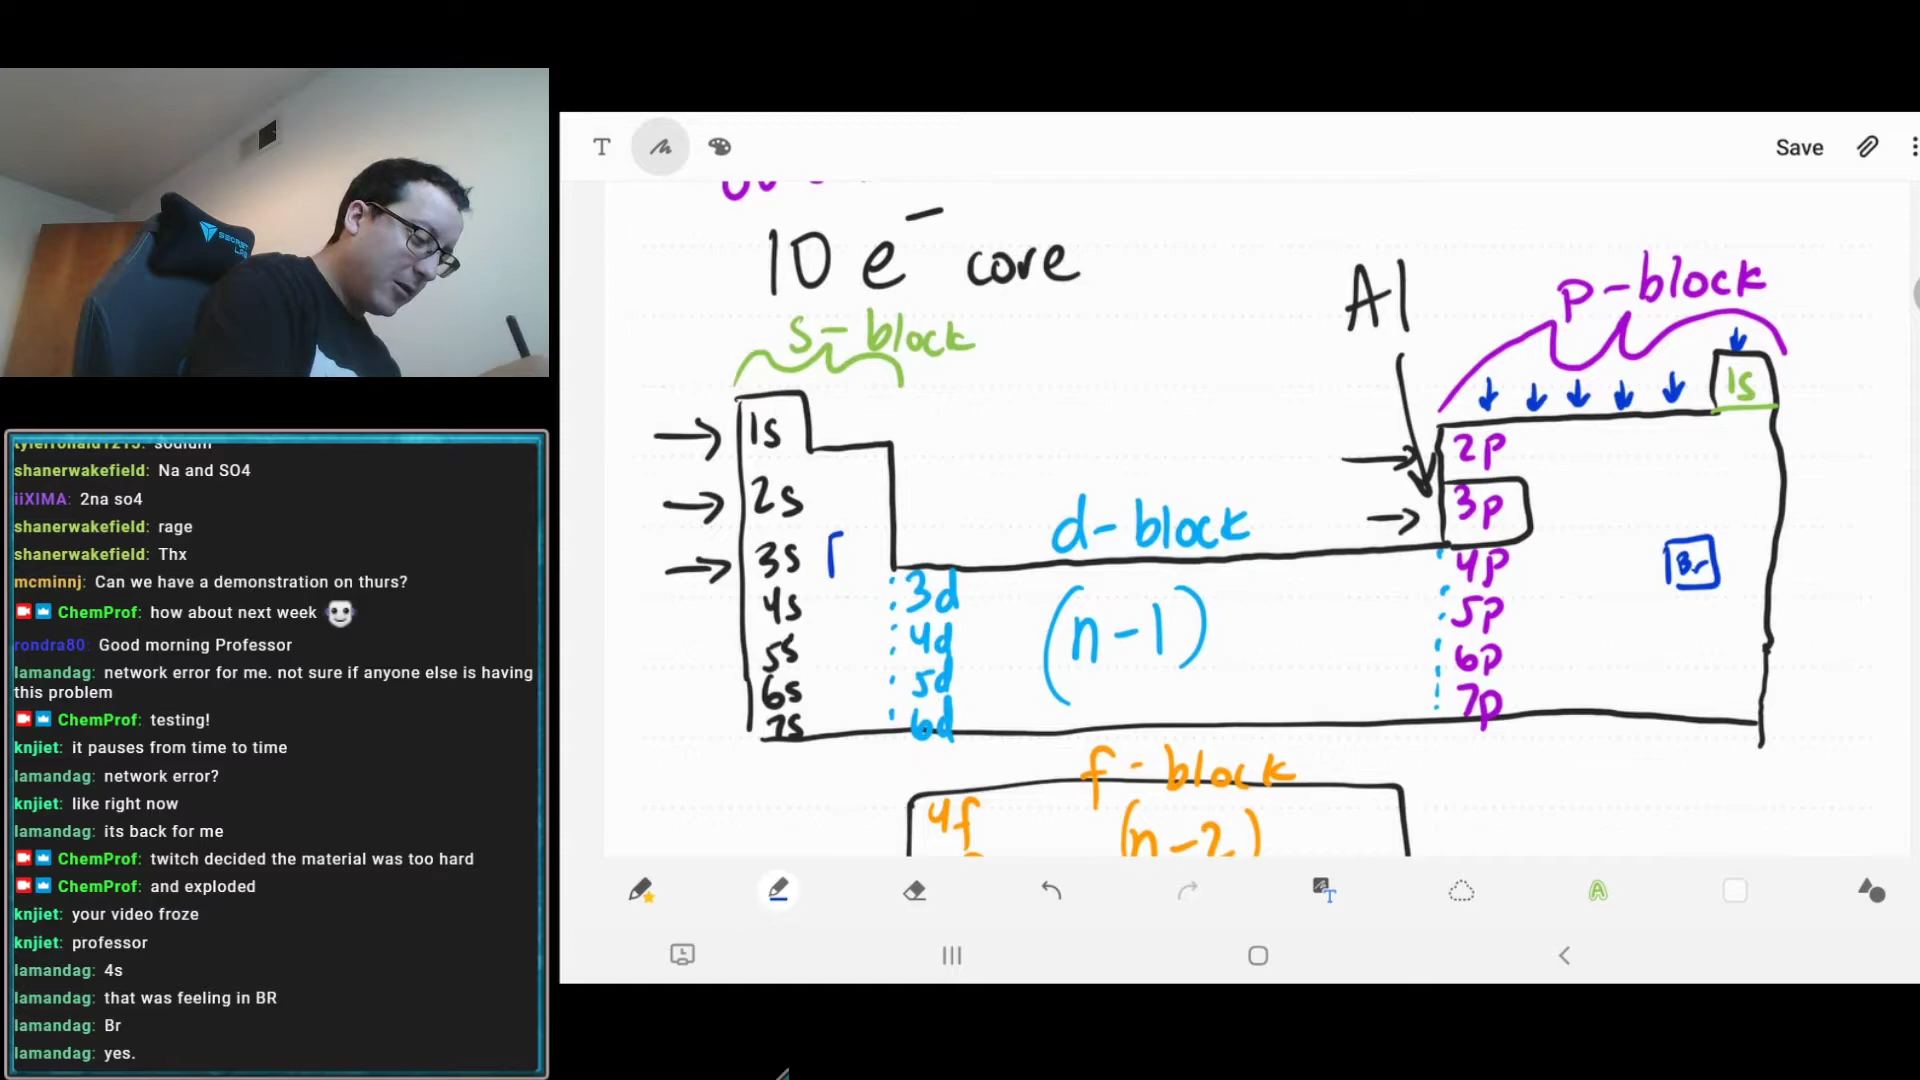 SECRET LAB
tylerronald1213: sodium
shanerwakefield: Na and SO4
iiXIMA: 2na so4
shanerwakefield: rage
shanerwakefield: Thx
mcminnj: Can we have a demonstration on thurs?
ChemProf: how about next week
rondra80: Good morning Professor
lamandag: network error for me. not sure if anyone else is having
this problem
ChemProf: testing!
knjiet: it pauses from time to time
lamandag: network error?
knjiet: like right now
lamandag: its back for me
ChemProf: twitch decided the material was too hard
ChemProf: and exploded
knjiet: your video froze
knjiet: professor
lamandag: 4s
lamandag: that was feeling in BR
lamandag: Br
lamandag: yes.
T
Save
10 e⁻ core
Al
s-block
p-block
1s
1s
2s
3s
4s
5s
6s
7s
d-block
(n-1)
3d
4d
5d
6d
2p
3p
4p
5p
6p
7p
Br
f-block
4f
(n-2)